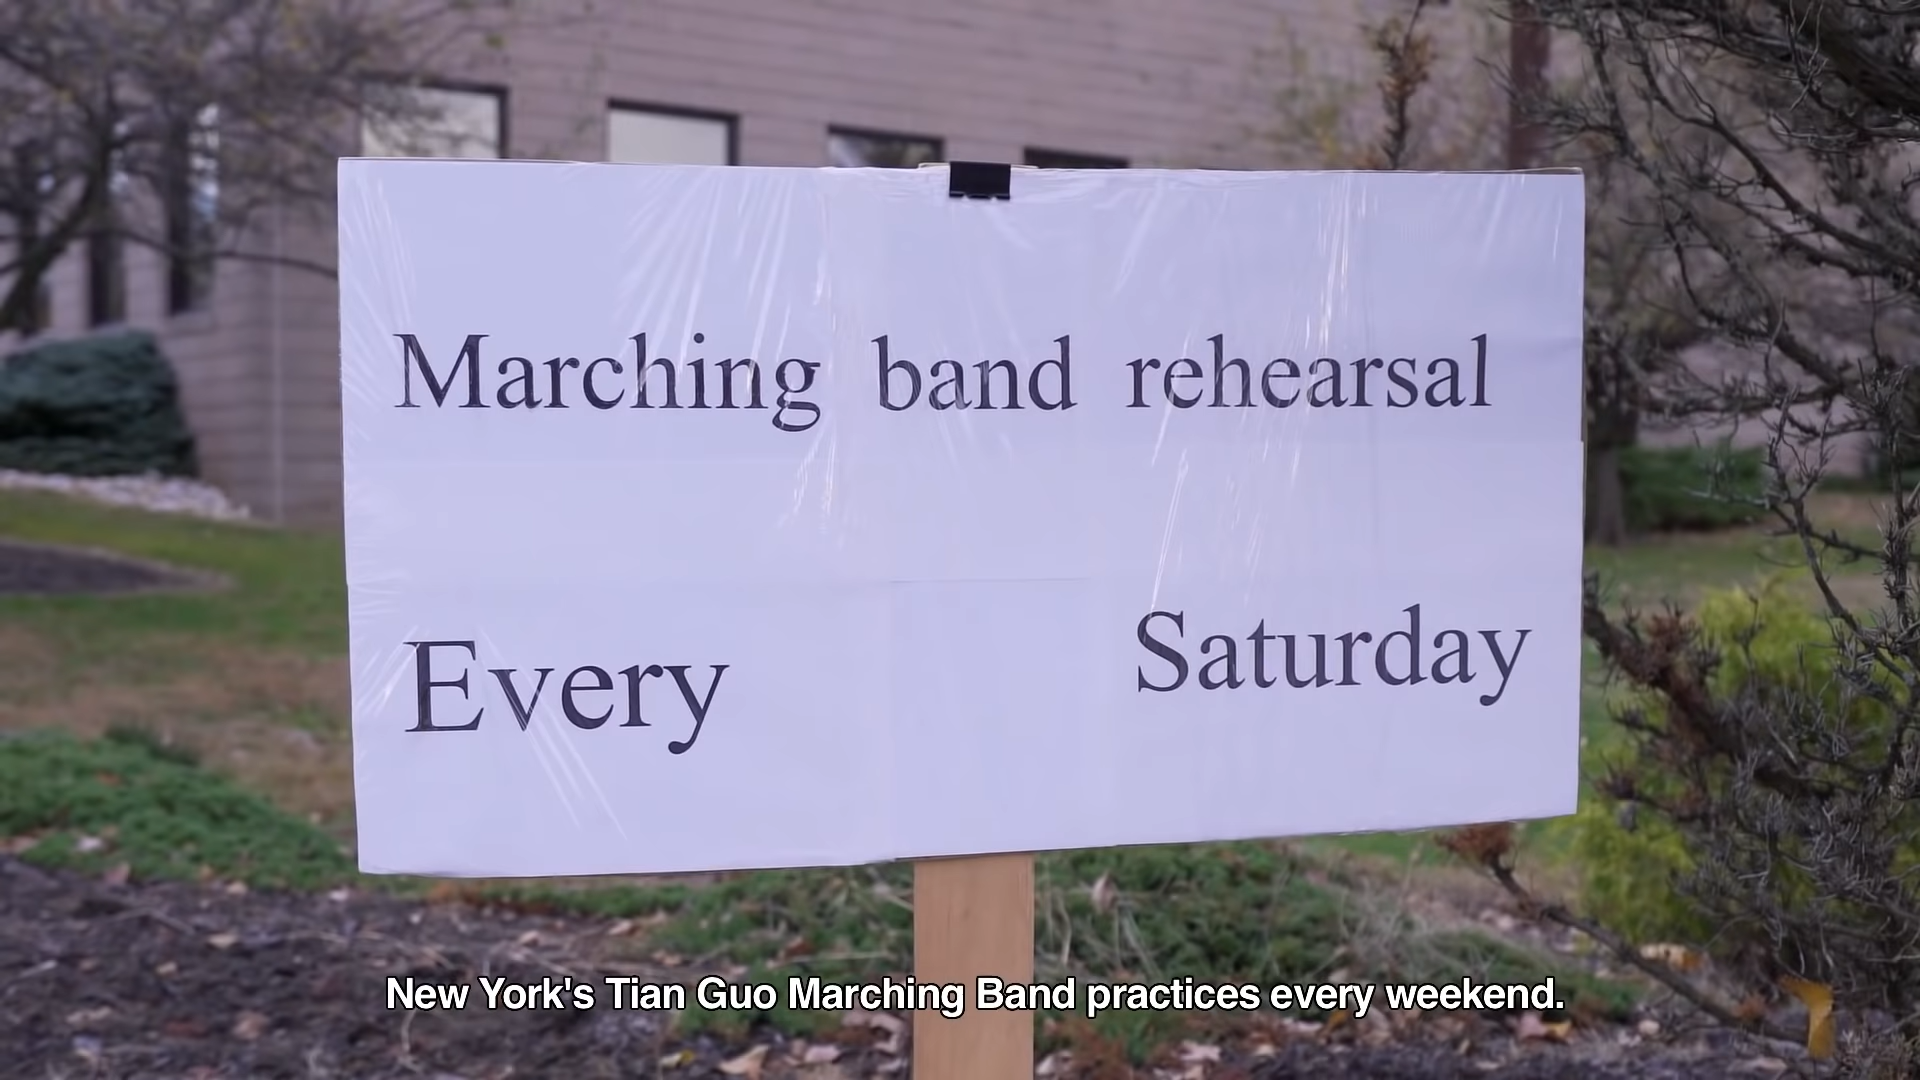 Marching band rehearsal
Every Saturday
New York's Tian Guo Marching Band practices every weekend.